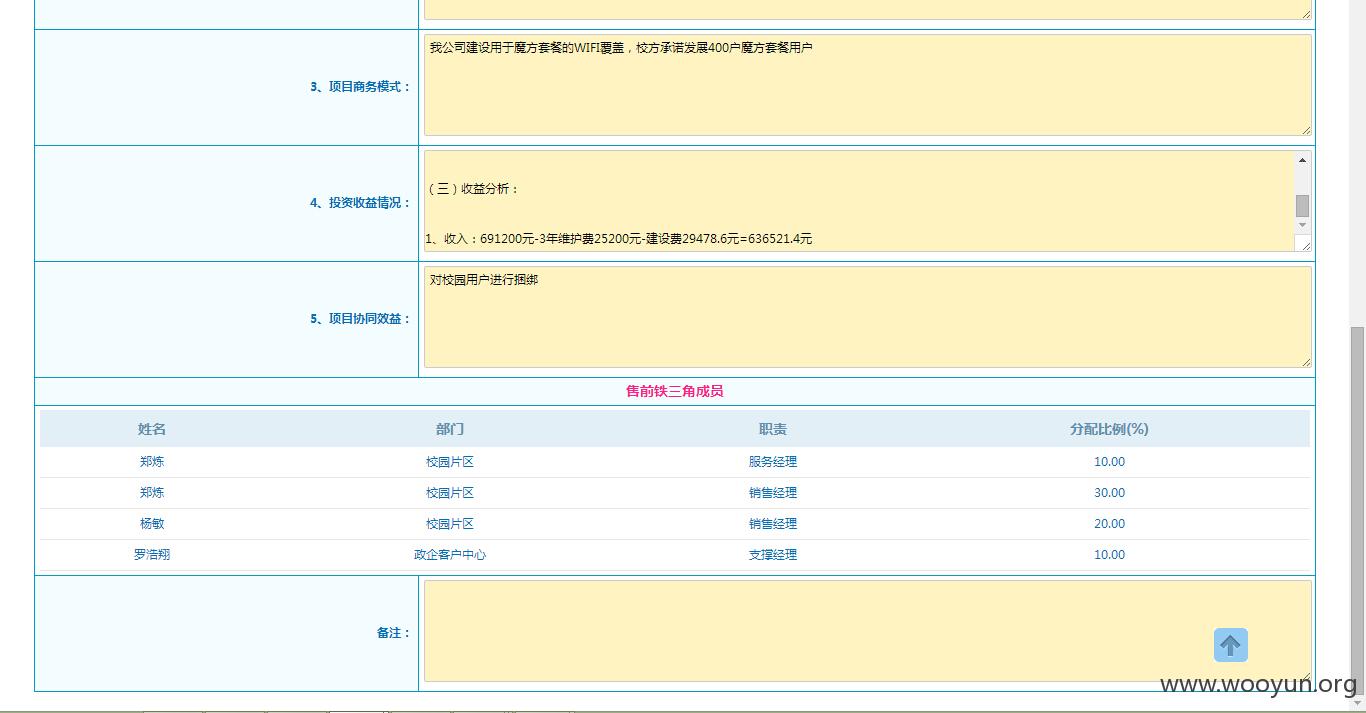 3、项目商务模式：
我公司建设用于魔方套餐的WIFI覆盖，校方承诺发展400户魔方套餐用户
4、投资收益情况：
（三）收益分析：
1、收入：691200元-3年维护费25200元-建设费29478.6元=636521.4元
5、项目协同效益：
对校园用户进行捆绑
售前铁三角成员
姓名 部门 职责 分配比例(%)
郑炼 校园片区 服务经理 10.00
郑炼 校园片区 销售经理 30.00
杨敏 校园片区 销售经理 20.00
罗浩翔 政企客户中心 支撑经理 10.00
备注：
www.wooyun.org